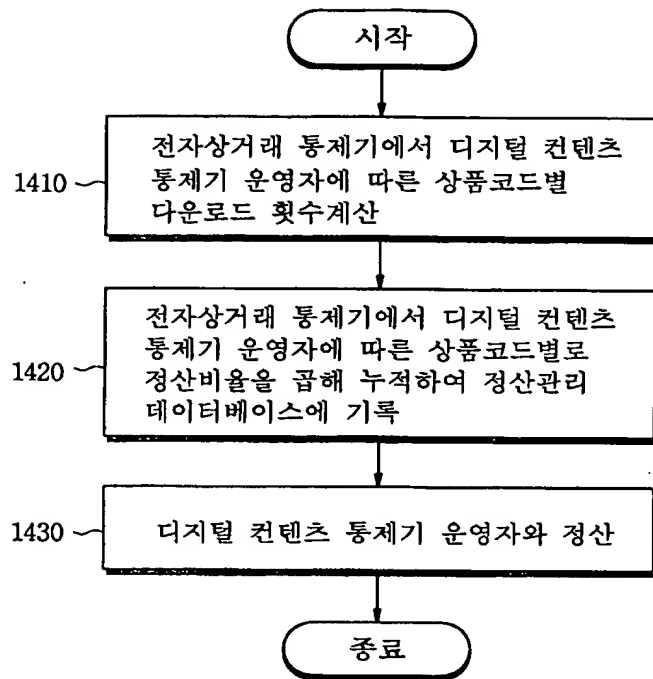 시작
1410
전자상거래 통제기에서 디지털 컨텐츠
통제기 운영자에 따른 상품코드별
다운로드 횟수계산
1420
전자상거래 통제기에서 디지털 컨텐츠
통제기 운영자에 따른 상품코드별로
정산비율을 곱해 누적하여 정산관리
데이터베이스에 기록
1430
디지털 컨텐츠 통제기 운영자와 정산
종료